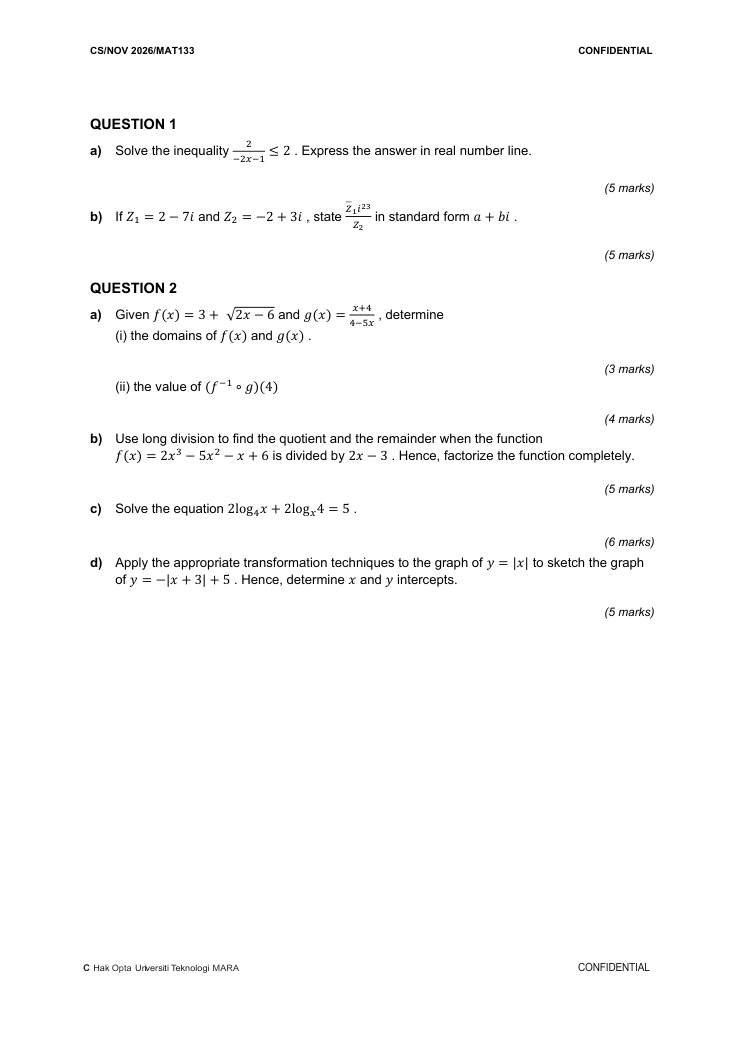 CS/NOV 2026/MAT133 CONFIDENTIAL
QUESTION 1
a) Solve the inequality 2/(−2x−1) ≤ 2 . Express the answer in real number line.
(5 marks)
b) If Z₁ = 2 − 7i and Z₂ = −2 + 3i , state (Z̅₁i²³)/Z₂ in standard form a + bi .
(5 marks)
QUESTION 2
a) Given f(x) = 3 + √(2x − 6) and g(x) = (x+4)/(4−5x) , determine
(i) the domains of f(x) and g(x) .
(3 marks)
(ii) the value of (f⁻¹ ∘ g)(4)
(4 marks)
b) Use long division to find the quotient and the remainder when the function
f(x) = 2x³ − 5x² − x + 6 is divided by 2x − 3 . Hence, factorize the function completely.
(5 marks)
c) Solve the equation 2log₄x + 2logₓ4 = 5 .
(6 marks)
d) Apply the appropriate transformation techniques to the graph of y = |x| to sketch the graph
of y = −|x + 3| + 5 . Hence, determine x and y intercepts.
(5 marks)
C Hak Opta Universiti Teknologi MARA CONFIDENTIAL